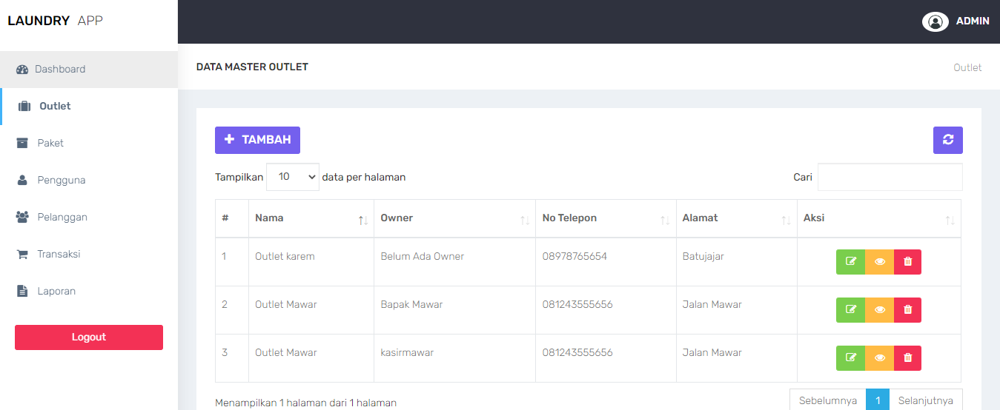 LAUNDRY APP
ADMIN
Dashboard
Outlet
Paket
Pengguna
Pelanggan
Transaksi
Laporan
Logout
DATA MASTER OUTLET
Outlet
TAMBAH
Tampilkan 10 data per halaman
Cari
# Nama Owner No Telepon Alamat Aksi
1 Outlet karem Belum Ada Owner 08978765654 Batujajar
2 Outlet Mawar Bapak Mawar 081243555656 Jalan Mawar
3 Outlet Mawar kasirmawar 081243555656 Jalan Mawar
Menampilkan 1 halaman dari 1 halaman
Sebelumnya 1 Selanjutnya